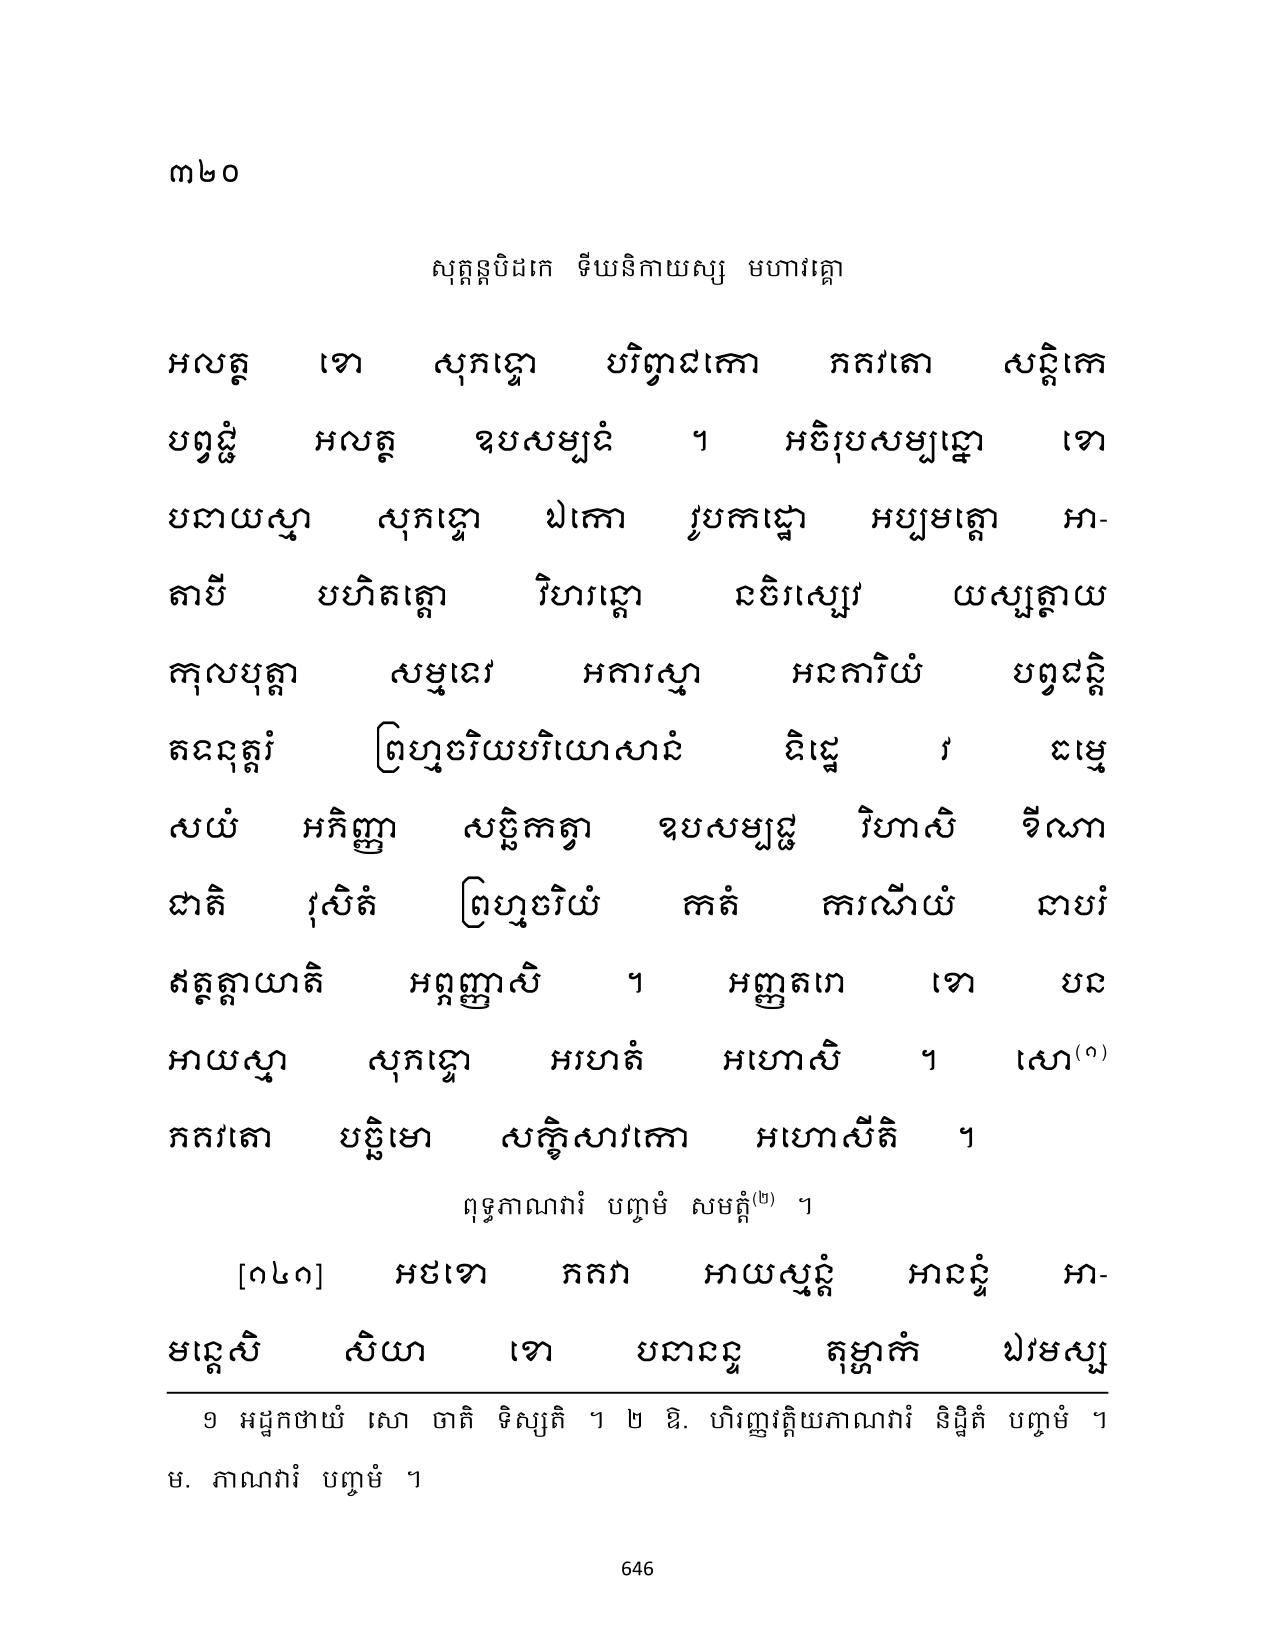 ៣២០
សុត្តន្តបិដកេ ទីឃនិកាយស្ស មហាវគ្គោ
អលត្ថ ខោ សុភទ្ទោ បរិព្វាជកោ ភគវតោ សន្តិកេ
បព្វជ្ជំ អលត្ថ ឧបសម្បទំ ។ អចិរុបសម្បន្នោ ខោ
បនាយស្មា សុភទ្ទោ ឯកោ វូបកដ្ឋោ អប្បមត្តោ អា-
តាបី បហិតត្តោ វិហរន្តោ នចិរស្សេវ យស្សត្ថាយ
កុលបុត្តា សម្មទេវ អគារស្មា អនគារិយំ បព្វជន្តិ
តទនុត្តរំ ព្រហ្មចរិយបរិយោសានំ ទិដ្ឋេ វ ធម្មេ
សយំ អភិញ្ញា សច្ឆិកត្វា ឧបសម្បជ្ជ វិហាសិ ខីណា
ជាតិ វុសិតំ ព្រហ្មចរិយំ កតំ ករណីយំ នាបរំ
ឥត្ថត្តាយាតិ អព្ភញ្ញាសិ ។ អញ្ញតរោ ខោ បន
អាយស្មា សុភទ្ទោ អរហតំ អហោសិ ។ សោ(១)
ភគវតោ បច្ឆិមោ សក្ខិសាវកោ អហោសីតិ ។
ពុទ្ធភាណវារំ បញ្ចមំ សមត្តំ(២) ។
[១៤១] អថខោ ភគវា អាយស្មន្តំ អានន្ទំ អា-
មន្តេសិ សិយា ខោ បនានន្ទ តុម្ហាកំ ឯវមស្ស
១ អដ្ឋកថាយំ សោ ចាតិ ទិស្សតិ ។ ២ ឱ. ហិរញ្ញវត្តិយភាណវារំ និដ្ឋិតំ បញ្ចមំ ។
ម. ភាណវារំ បញ្ចមំ ។
646